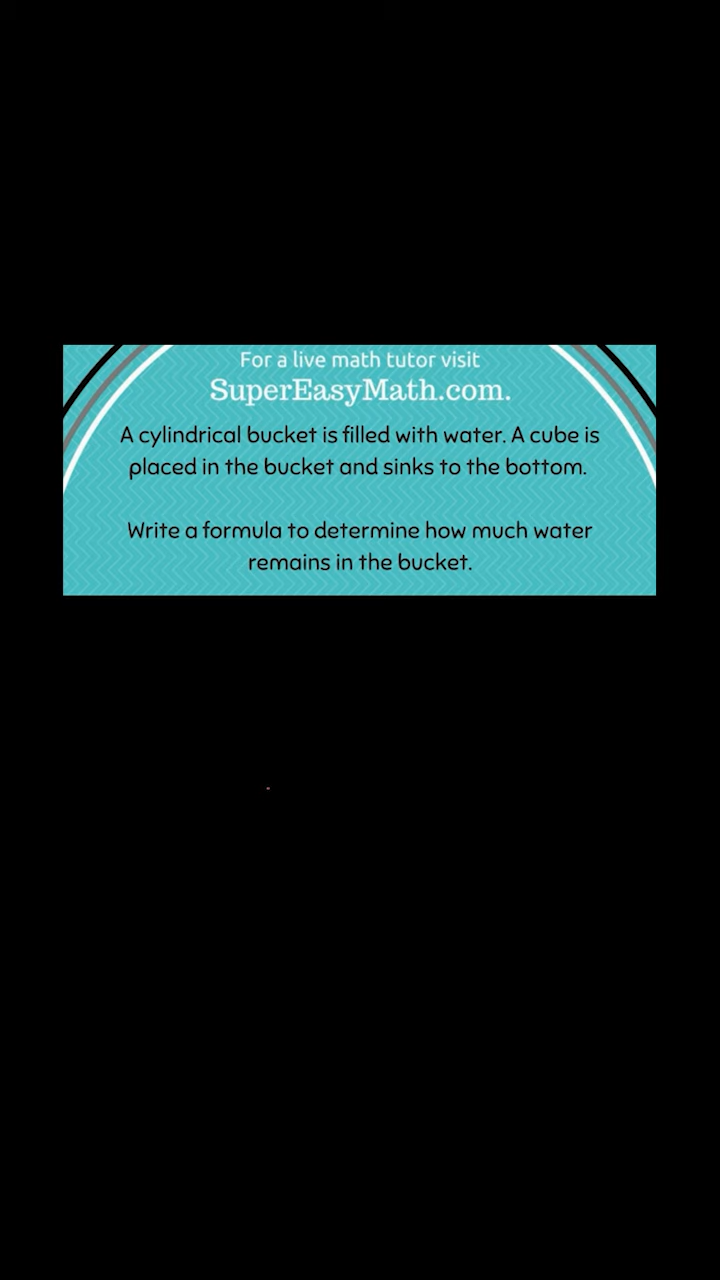 For a live math tutor visit
SuperEasyMath.com.
A cylindrical bucket is filled with water. A cube is
placed in the bucket and sinks to the bottom.
Write a formula to determine how much water
remains in the bucket.